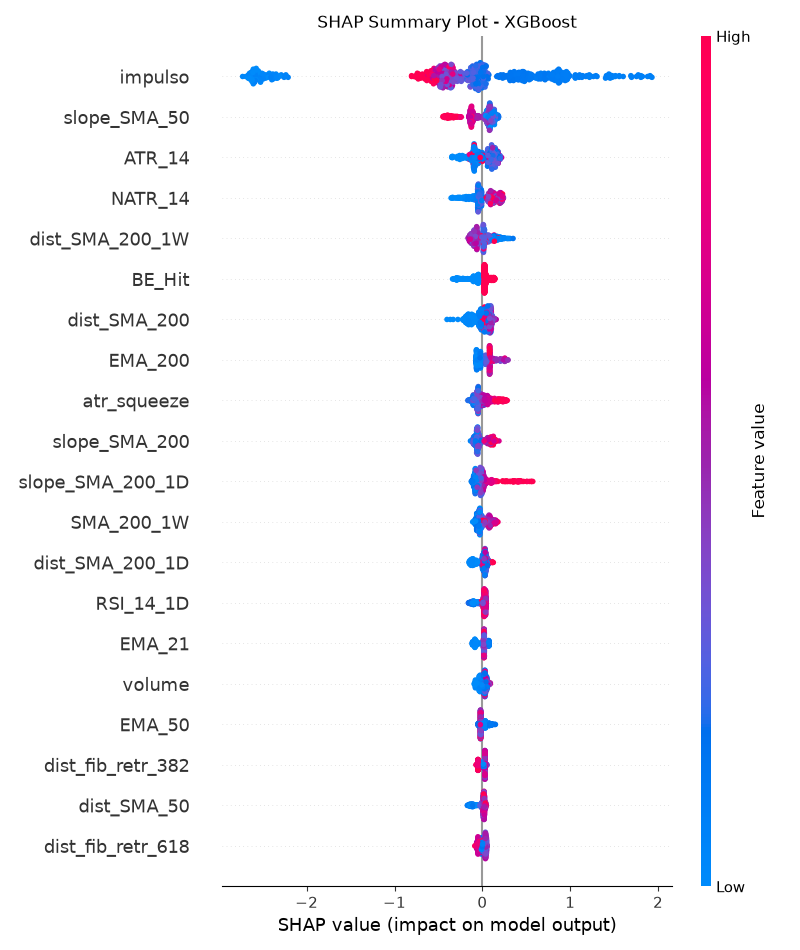 SHAP Summary Plot - XGBoost
High
impulso
slope_SMA_50
ATR_14
NATR_14
dist_SMA_200_1W
BE_Hit
dist_SMA_200
EMA_200
atr_squeeze
slope_SMA_200
slope_SMA_200_1D
SMA_200_1W
dist_SMA_200_1D
RSI_14_1D
EMA_21
volume
EMA_50
dist_fib_retr_382
dist_SMA_50
dist_fib_retr_618
Feature value
Low
−2 −1 0 1 2
SHAP value (impact on model output)